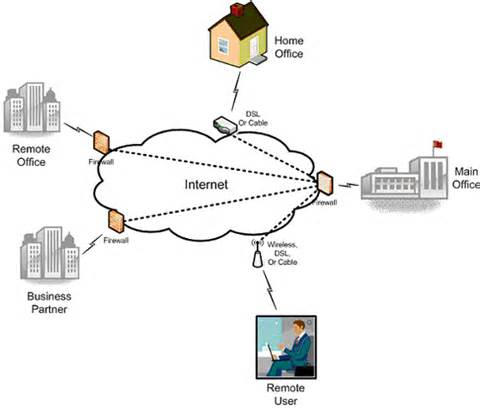 Home
Office
DSL
Or Cable
Remote
Office
Firewall
Internet
Main
Office
Firewall
Firewall
Wireless,
DSL,
Or Cable
Business
Partner
Remote
User